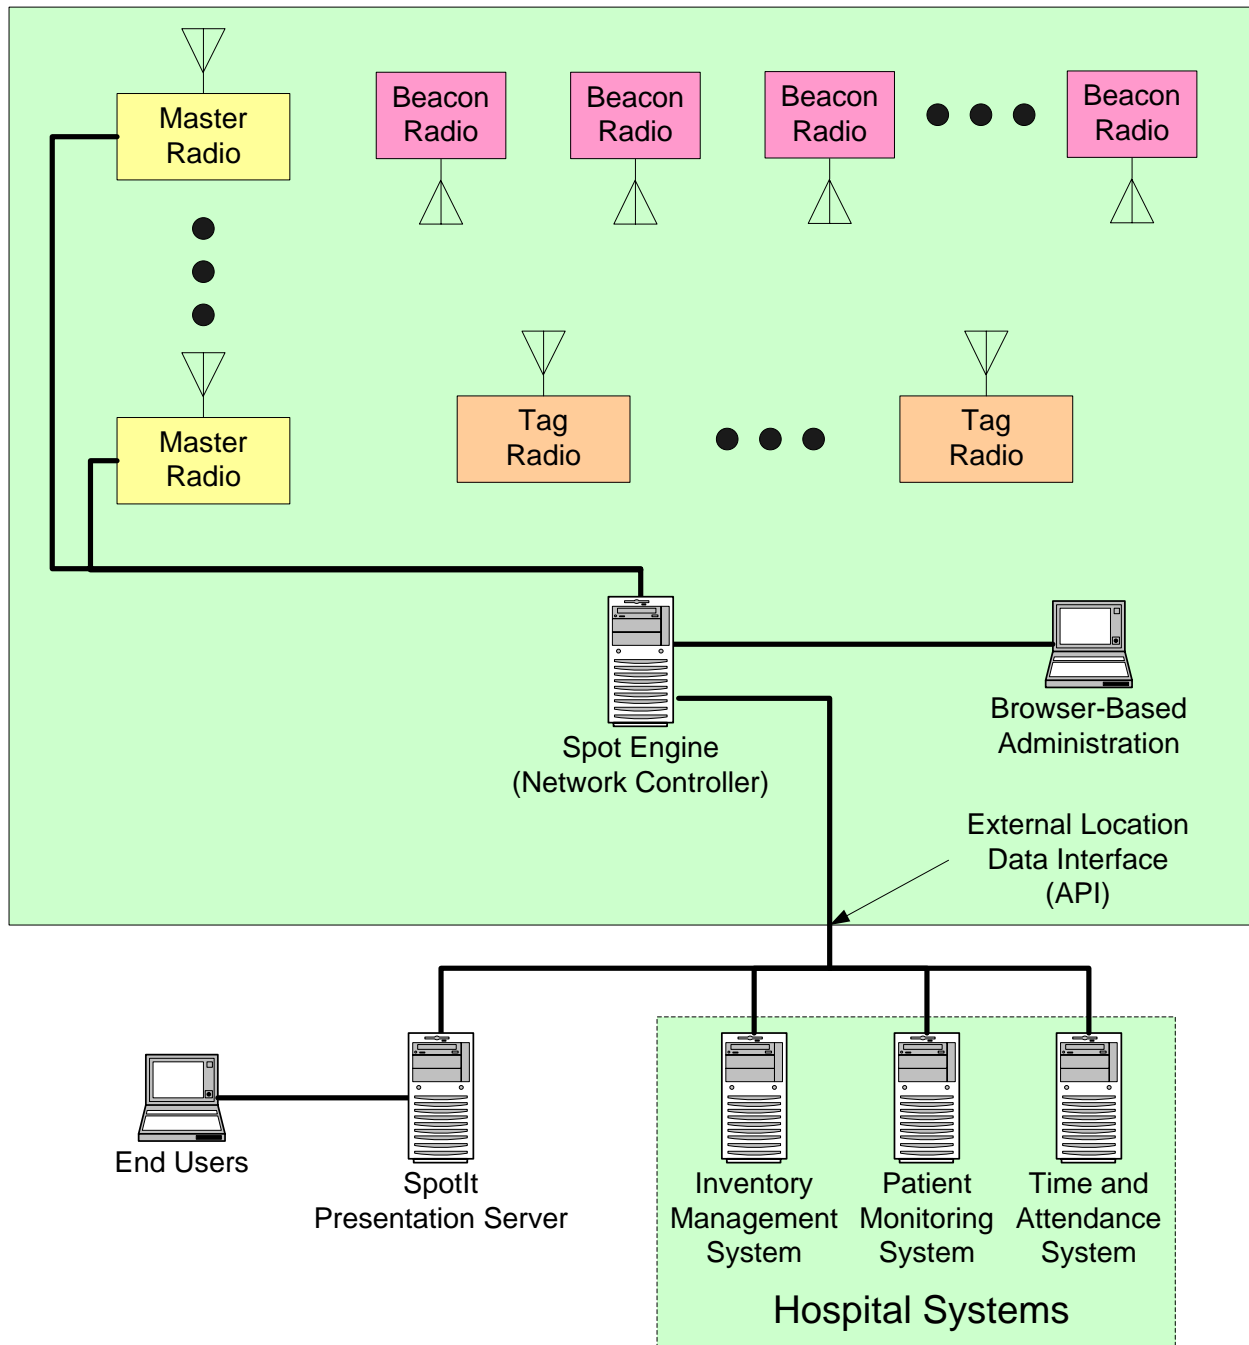 Master
Radio
Beacon
Radio
Beacon
Radio
Beacon
Radio
Beacon
Radio
Master
Radio
Tag
Radio
Tag
Radio
Spot Engine
(Network Controller)
Browser-Based
Administration
External Location
Data Interface
(API)
End Users
SpotIt
Presentation Server
Inventory
Management
System
Patient
Monitoring
System
Time and
Attendance
System
Hospital Systems